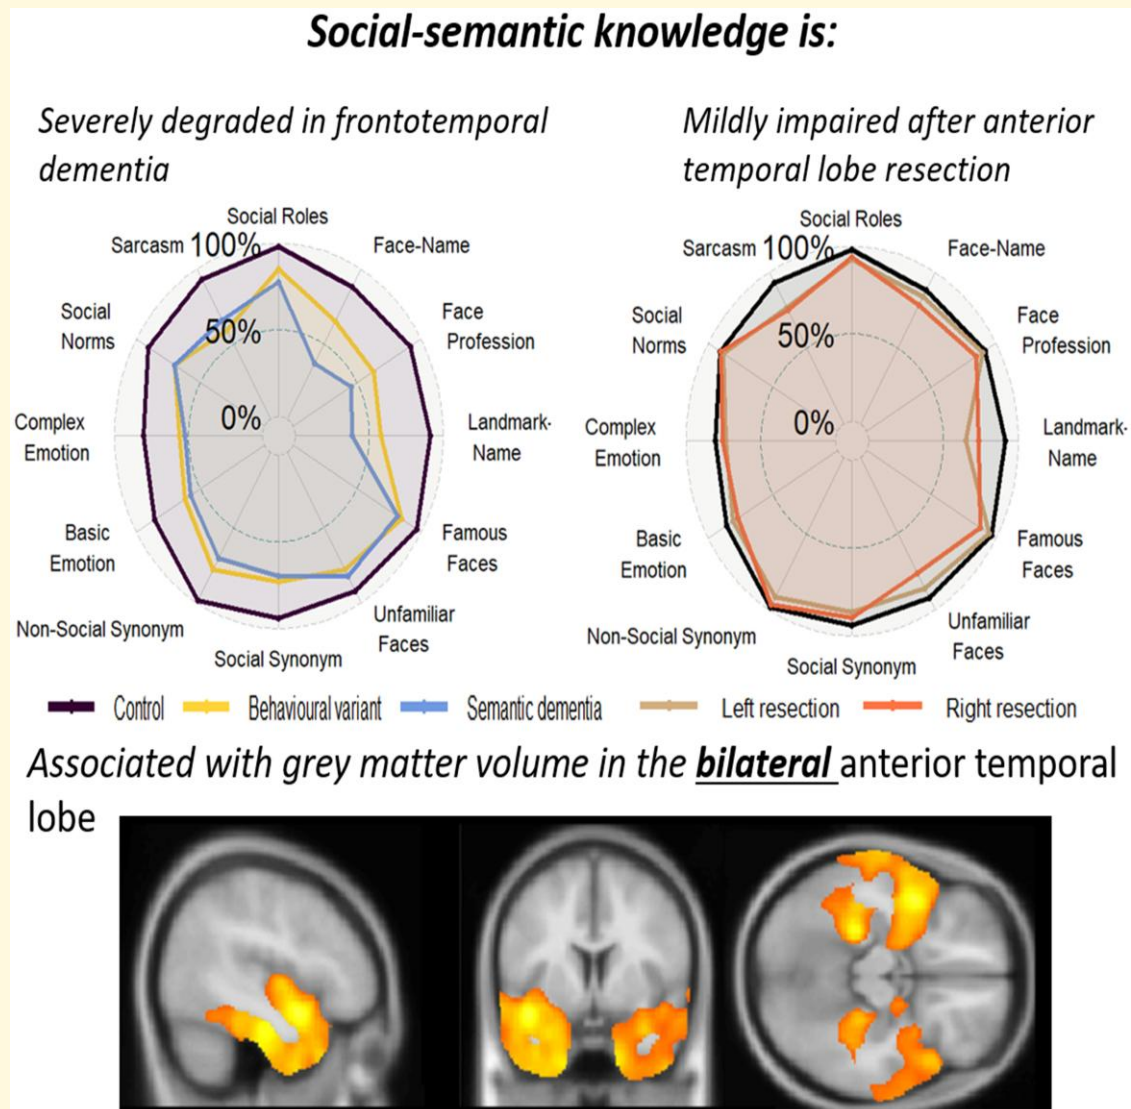 Social-semantic knowledge is:
Severely degraded in frontotemporal
dementia
Mildly impaired after anterior
temporal lobe resection
Social Roles
Sarcasm 100%
Face-Name
Social
Norms
50%
Face
Profession
Complex
Emotion
0%
Landmark-
Name
Basic
Emotion
Famous
Faces
Non-Social Synonym
Social Synonym
Unfamiliar
Faces
Social Roles
Sarcasm 100%
Face-Name
Social
Norms
50%
Face
Profession
Complex
Emotion
0%
Landmark-
Name
Basic
Emotion
Famous
Faces
Non-Social Synonym
Social Synonym
Unfamiliar
Faces
Control
Behavioural variant
Semantic dementia
Left resection
Right resection
Associated with grey matter volume in the bilateral anterior temporal
lobe